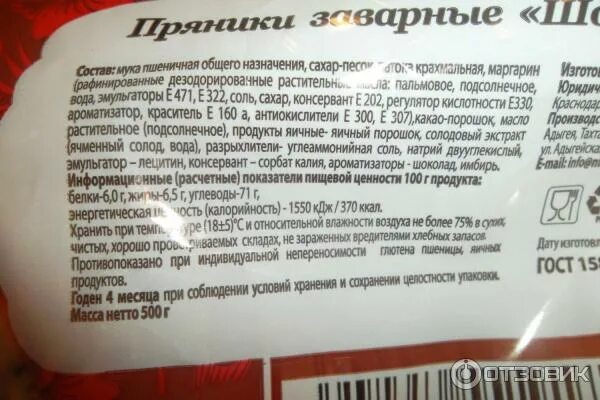 Пряники заварные «Шо
Состав: мука пшеничная общего назначения, сахар-песок, патока крахмальная, маргарин
(рафинированные дезодорированные растительные масла: пальмовое, подсолнечное,
вода, эмульгаторы Е 471, Е 322, соль, сахар, консервант Е 202, регулятор кислотности Е330,
ароматизатор, краситель Е 160 а, антиокислители Е 300, Е 307),какао-порошок, масло
растительное (подсолнечное), продукты яичные- яичный порошок, солодовый экстракт
(ячменный солод, вода), разрыхлители- углеаммонийная соль, натрий двууглекислый,
эмульгатор – лецитин, консервант – сорбат калия, ароматизаторы - шоколад, имбирь.
Информационные (расчетные) показатели пищевой ценности 100 г продукта:
белки-6,0 г, жиры-6,5 г, углеводы-71 г,
энергетическая ценность (калорийность) - 1550 кДж / 370 ккал.
Хранить при температуре (18±5)°С и относительной влажности воздуха не более 75% в сухих,
чистых, хорошо проветриваемых складах, не зараженных вредителями хлебных запасов.
Противопоказано при индивидуальной непереносимости глютена пшеницы, яичных
продуктов.
Годен 4 месяца при соблюдении условий хранения и сохранении целостности упаковки.
Масса нетто 500 г
Изгото
Юридиче
Краснодар
Производс
Адыгея, Тахта
ул. Адыгейска
E-mail: info@
Дату изготовл
ГОСТ 158
ОТЗОВИК